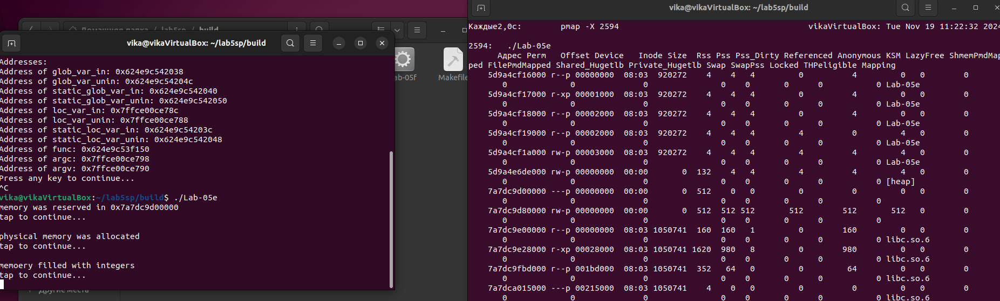 vika@vikaVirtualBox: ~/lab5sp/build
Addresses:
Address of glob_var_in: 0x624e9c542038
Address of glob_var_unin: 0x624e9c54204c
Address of static_glob_var_in: 0x624e9c542040
Address of static_glob_var_unin: 0x624e9c542050
Address of loc_var_in: 0x7ffce00ce78c
Address of loc_var_unin: 0x7ffce00ce788
Address of static_loc_var_in: 0x624e9c54203c
Address of static_loc_var_unin: 0x624e9c542048
Address of func: 0x624e9c53f150
Address of argc: 0x7ffce00ce798
Address of argv: 0x7ffce00ce790
Press any key to continue...
^C
vika@vikaVirtualBox:~/lab5sp/build$ ./Lab-05e
memory was reserved in 0x7a7dc9d00000
tap to continue...
physical memory was allocated
tap to continue...
memoery filled with integers
tap to continue...
Домашняя папка / lab5sp / build
ab-05f
Makefile
Другие места
vika@vikaVirtualBox: ~/lab5sp/build
Каждые2,0с: pmap -X 2594 vikaVirtualBox: Tue Nov 19 11:22:32 2024
2594: ./Lab-05e
Адрес Perm Offset Device Inode Size Rss Pss Pss_Dirty Referenced Anonymous KSM LazyFree ShmemPmdMap
ped FilePmdMapped Shared_Hugetlb Private_Hugetlb Swap SwapPss Locked THPeligible Mapping
5d9a4cf16000 r--p 00000000 08:03 920272 4 4 4 0 4 0 0 0
0 0 0 0 0 0 0 0 Lab-05e
5d9a4cf17000 r-xp 00001000 08:03 920272 4 4 4 0 4 0 0 0
0 0 0 0 0 0 0 0 Lab-05e
5d9a4cf18000 r--p 00002000 08:03 920272 4 4 4 0 4 0 0 0
0 0 0 0 0 0 0 0 Lab-05e
5d9a4cf19000 r--p 00002000 08:03 920272 4 4 4 4 0 4 0 0
0 0 0 0 0 0 0 0 Lab-05e
5d9a4cf1a000 rw-p 00003000 08:03 920272 4 4 4 4 4 4 0 0
0 0 0 0 0 0 0 0 Lab-05e
5d9a4e6de000 rw-p 00000000 00:00 0 132 4 4 4 4 4 0 0
0 0 0 0 0 0 0 0 [heap]
7a7dc9d00000 ---p 00000000 00:00 0 512 0 0 0 0 0 0 0
0 0 0 0 0 0 0 0
7a7dc9d80000 rw-p 00000000 00:00 0 512 512 512 512 512 512 0 0
0 0 0 0 0 0 0 0
7a7dc9e00000 r--p 00000000 08:03 1050741 160 160 1 0 160 0 0 0
0 0 0 0 0 0 0 0 libc.so.6
7a7dc9e28000 r-xp 00028000 08:03 1050741 1620 980 8 0 980 0 0 0
0 0 0 0 0 0 0 0 libc.so.6
7a7dc9fbd000 r--p 001bd000 08:03 1050741 352 64 0 0 64 0 0 0
0 0 0 0 0 0 0 0 libc.so.6
7a7dca015000 ---p 00215000 08:03 1050741 4 0 0 0 0 0 0 0
0 0 0 0 0 0 0 0 libc.so.6